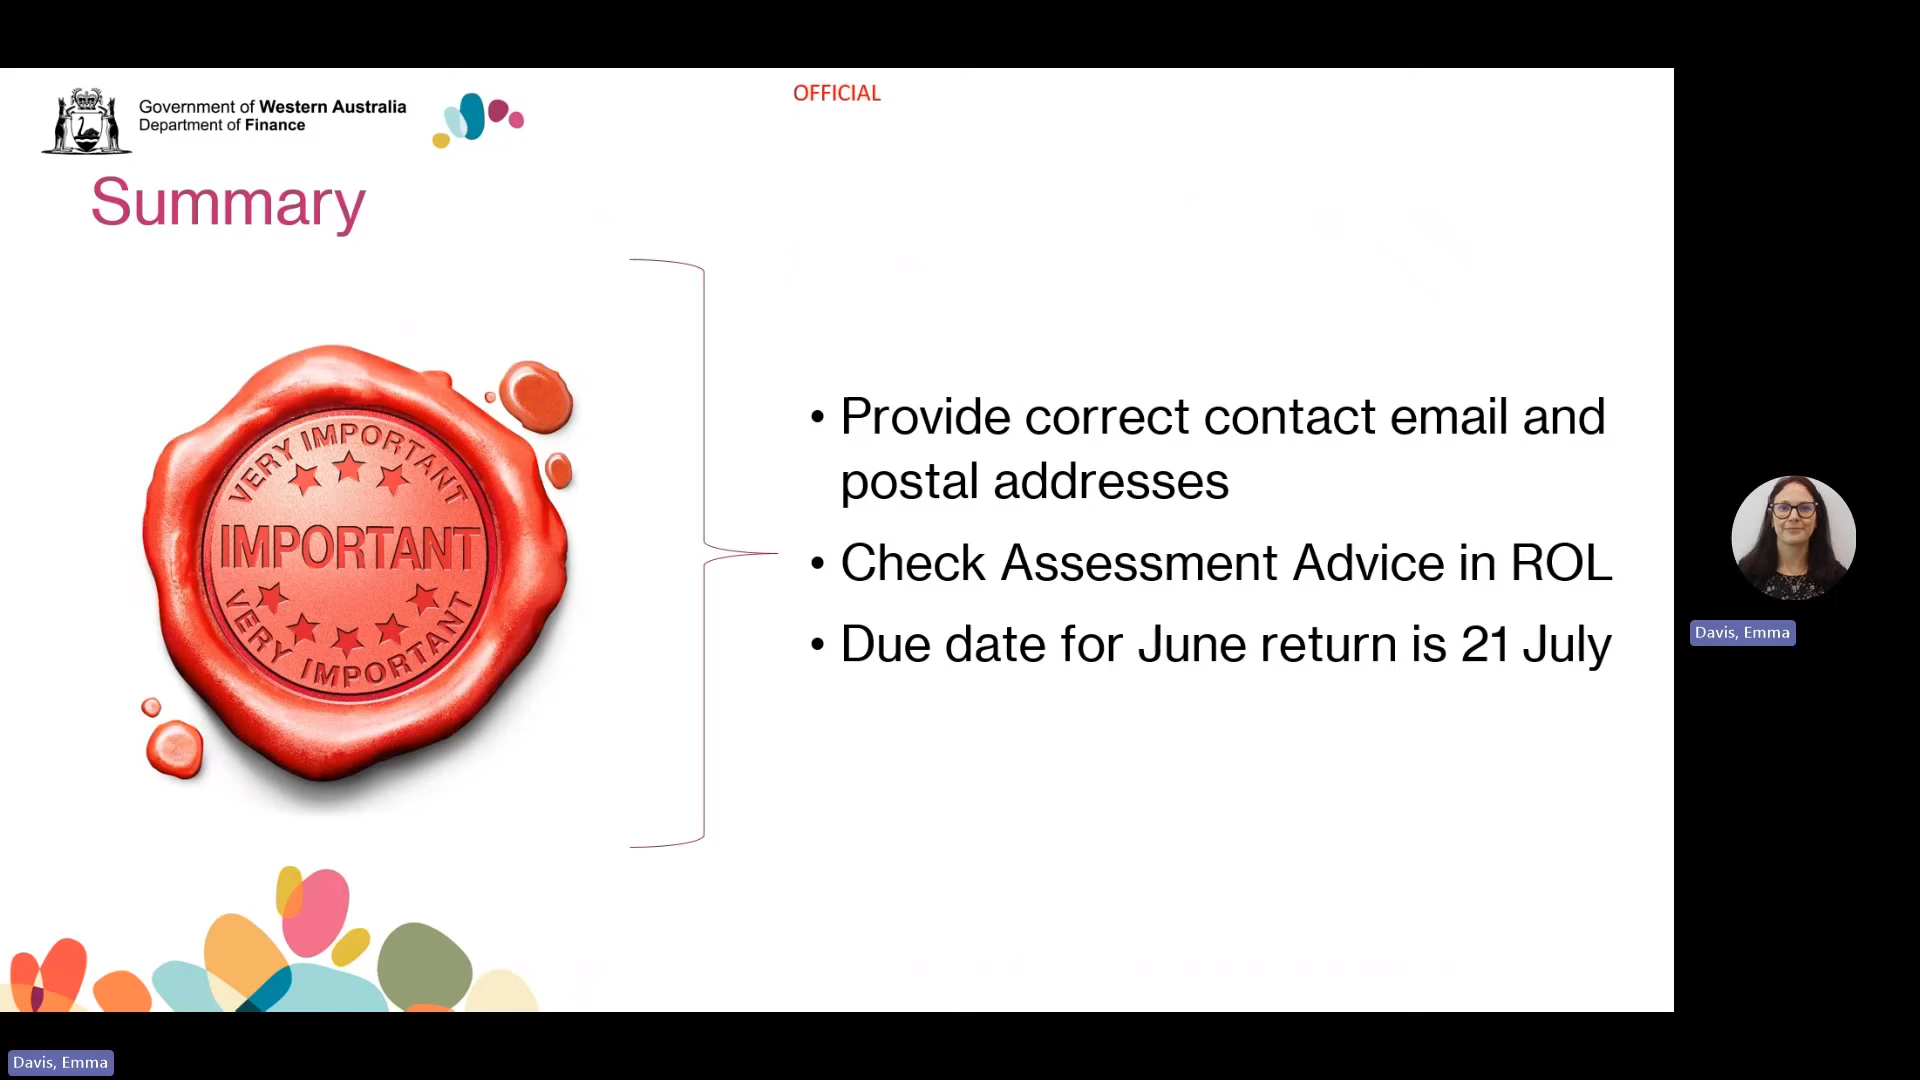 OFFICIAL
Government of Western Australia
Department of Finance
Summary
VERY IMPORTANT
IMPORTANT
VERY IMPORTANT
• Provide correct contact email and
postal addresses
• Check Assessment Advice in ROL
• Due date for June return is 21 July
Davis, Emma
Davis, Emma